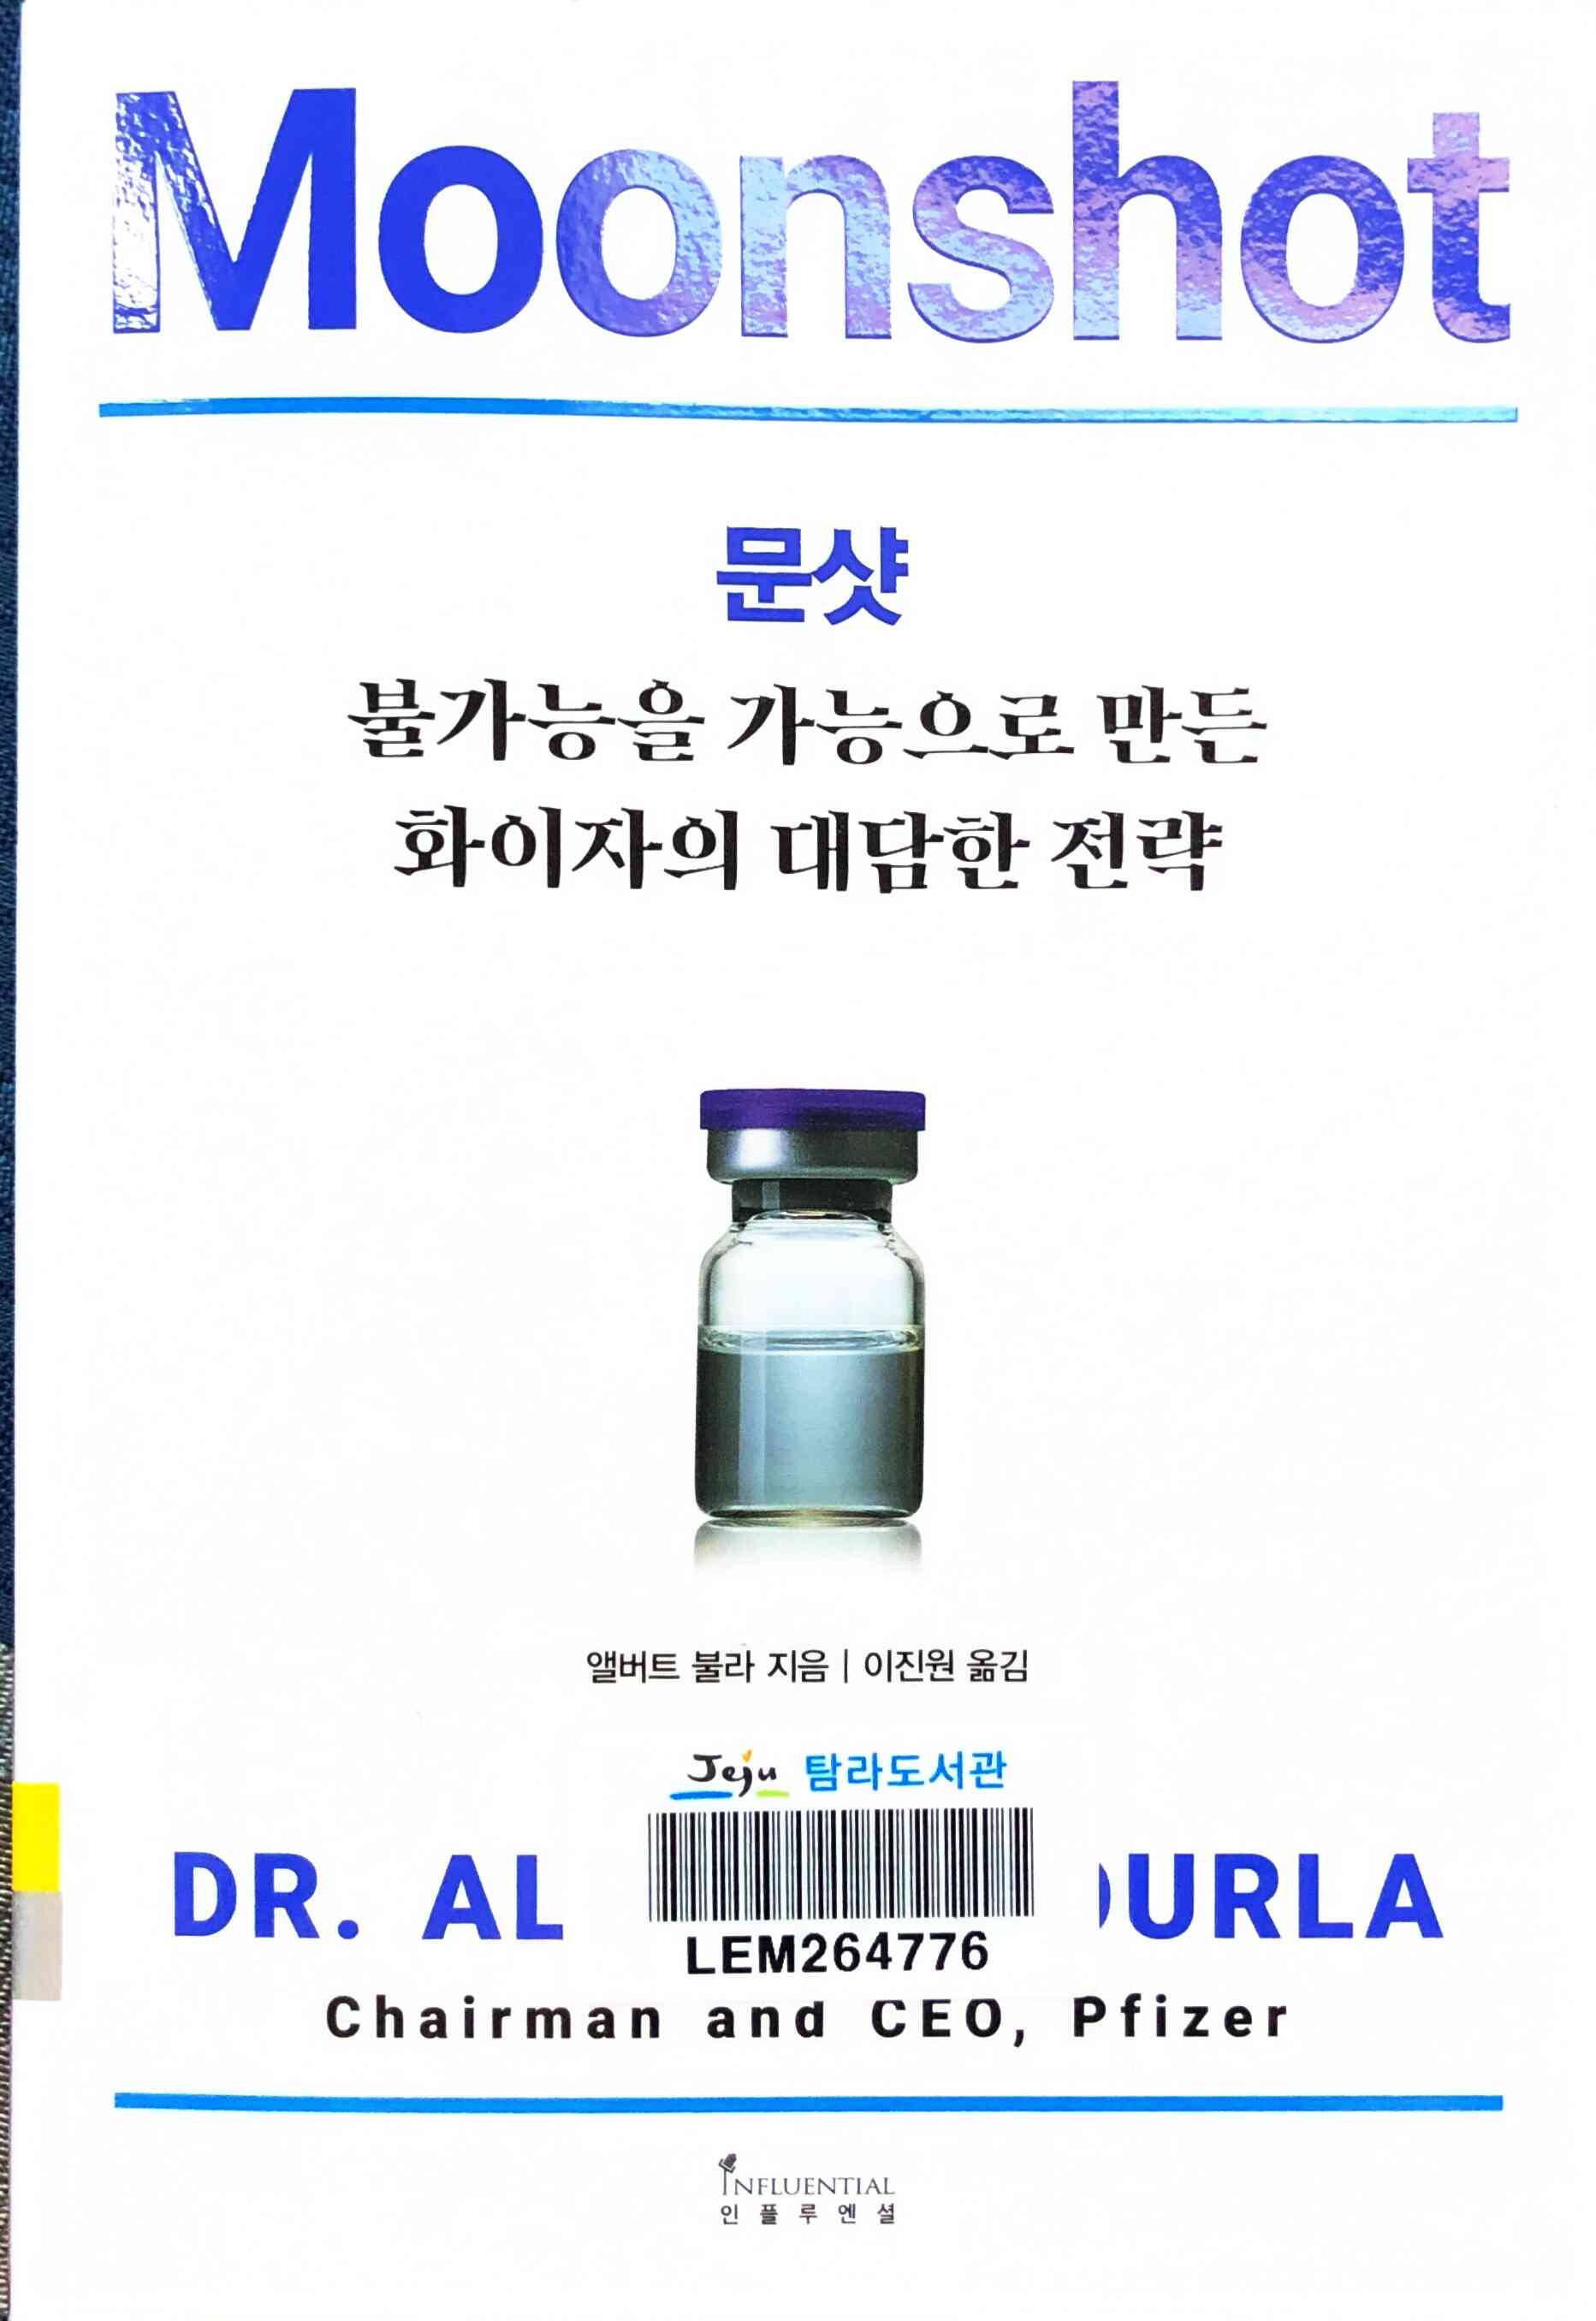 Moonshot
문샷
불가능을 가능으로 만든
화이자의 대담한 전략
앨버트 불라 지음 | 이진원 옮김
Jeju 탐라도서관
DR. AL URLA
LEM264776
Chairman and CEO, Pfizer
INFLUENTIAL
인플루엔셜